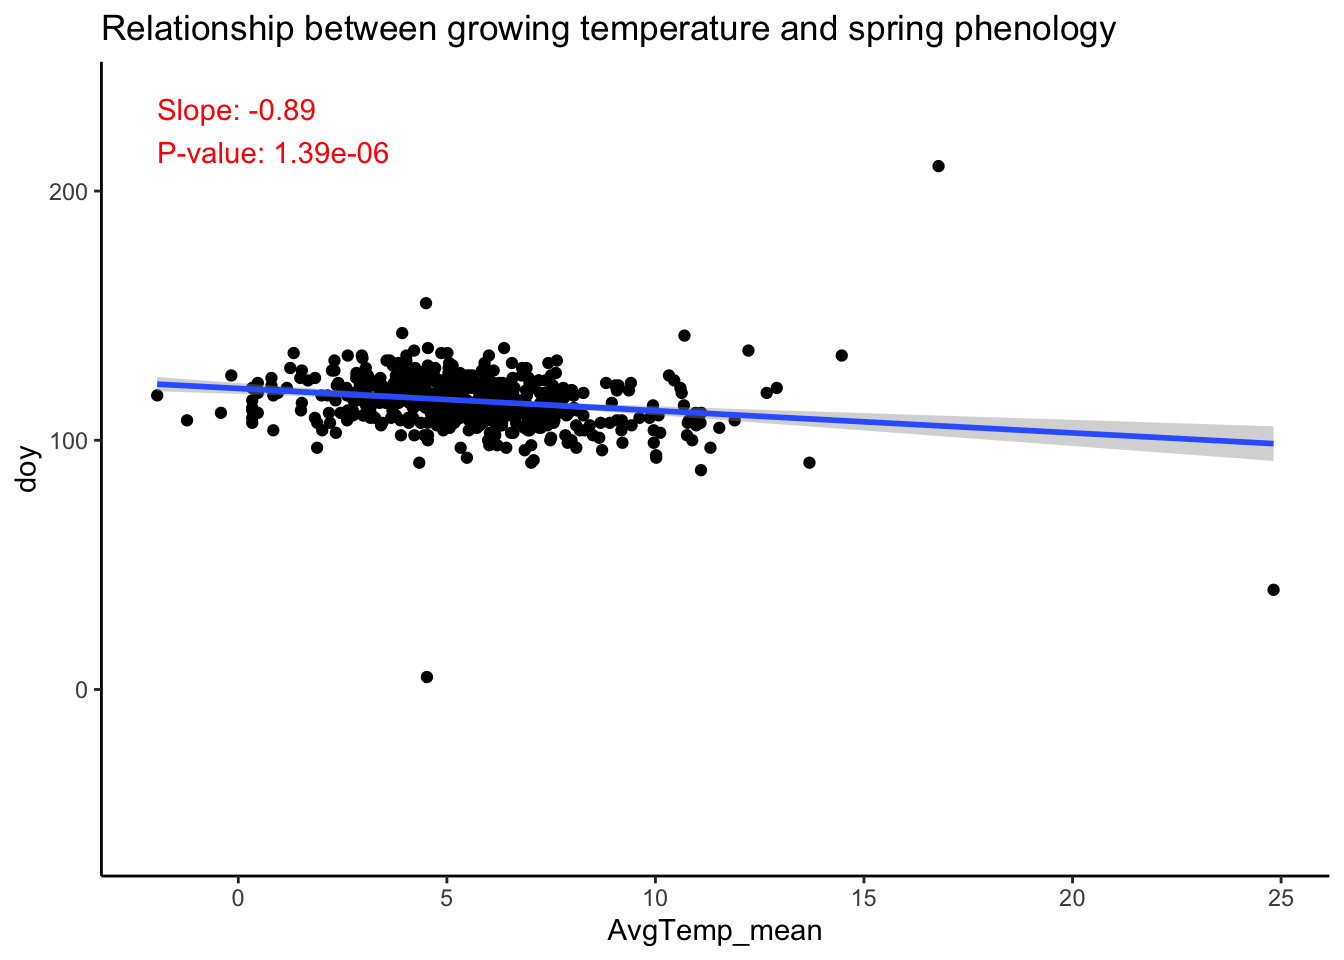 Relationship between growing temperature and spring phenology
Slope: -0.89
P-value: 1.39e-06
200
100
0
doy
0 5 10 15 20 25
AvgTemp_mean